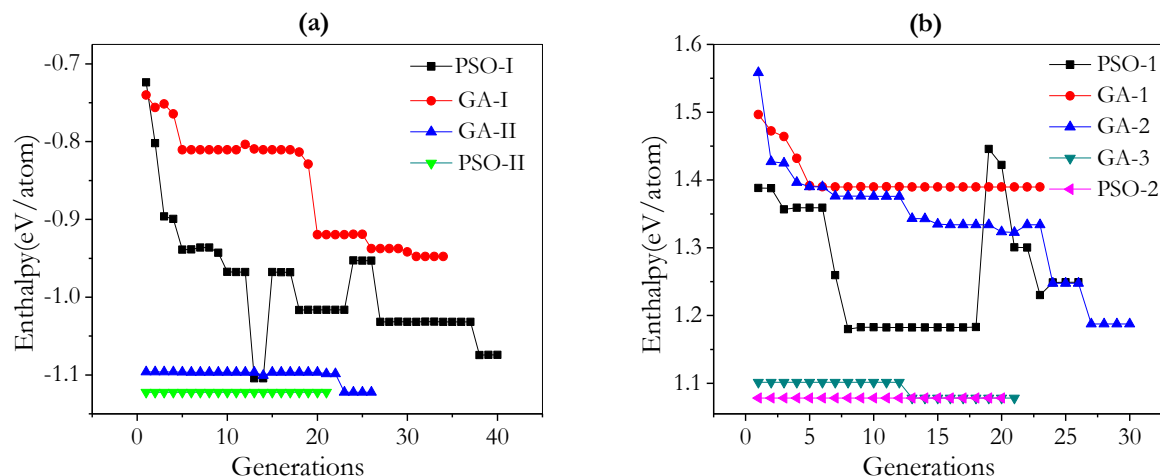 (a)
-0.7
-0.8
-0.9
-1.0
-1.1
Enthalpy(eV/atom)
PSO-I
GA-I
GA-II
PSO-II
0 10 20 30 40
Generations
(b)
1.6
1.5
1.4
1.3
1.2
1.1
Enthalpy(eV/atom)
PSO-1
GA-1
GA-2
GA-3
PSO-2
0 5 10 15 20 25 30
Generations